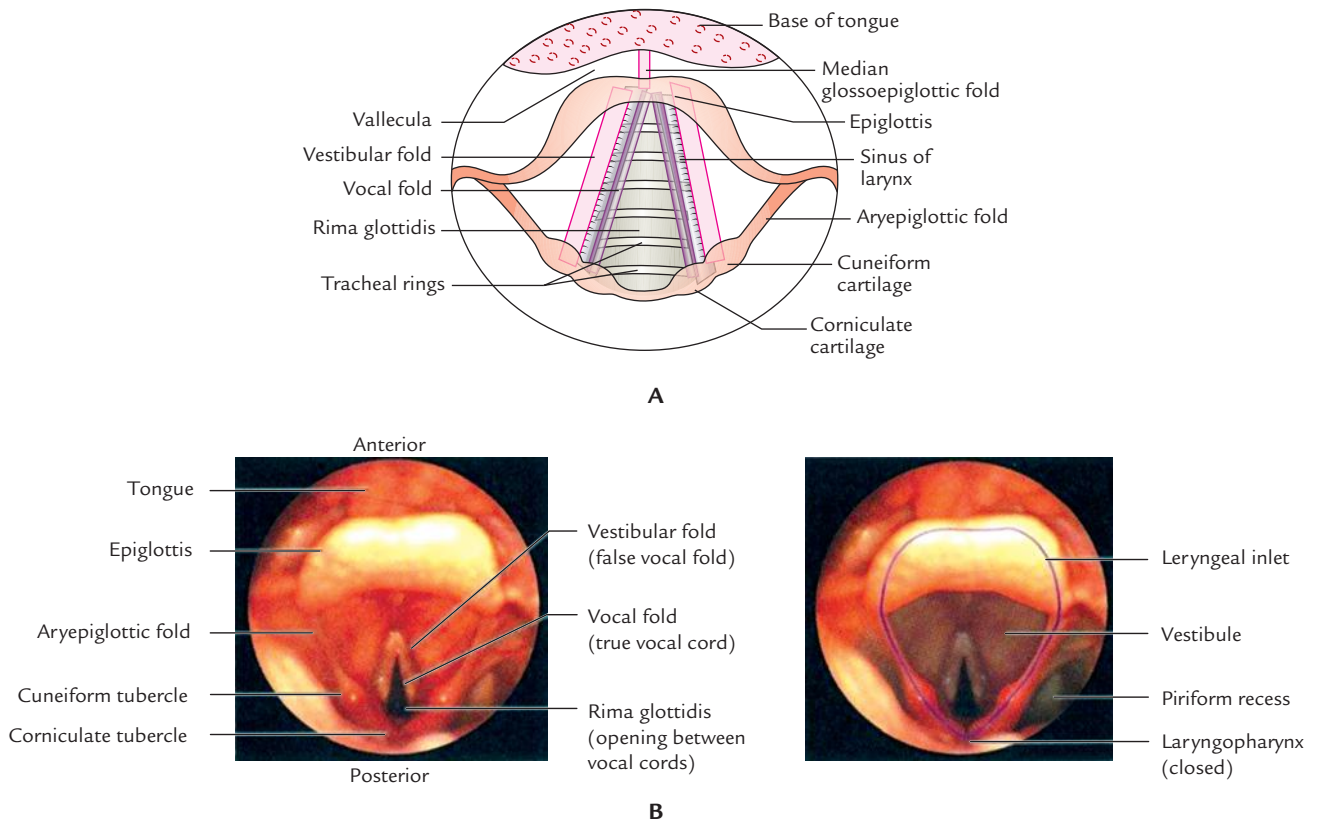 Base of tongue
Median
glossoepiglottic fold
Vallecula
Epiglottis
Vestibular fold
Sinus of
larynx
Vocal fold
Aryepiglottic fold
Rima glottidis
Cuneiform
cartilage
Tracheal rings
Corniculate
cartilage
A
Anterior
Tongue
Epiglottis
Aryepiglottic fold
Cuneiform tubercle
Corniculate tubercle
Posterior
Vestibular fold
(false vocal fold)
Vocal fold
(true vocal cord)
Rima glottidis
(opening between
vocal cords)
Leryngeal inlet
Vestibule
Piriform recess
Laryngopharynx
(closed)
B